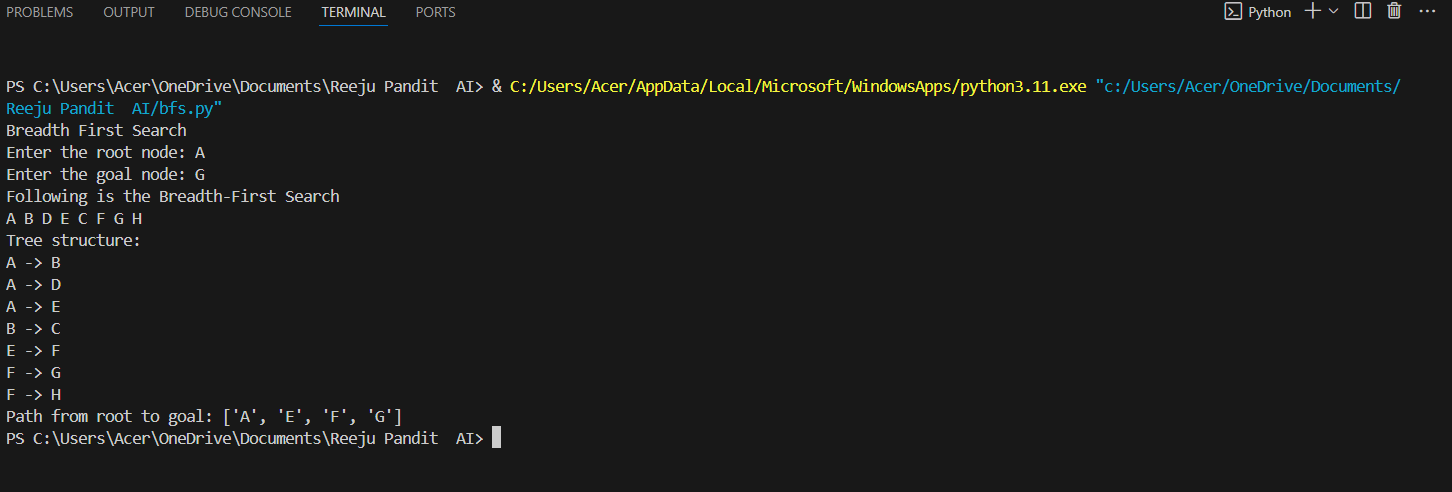 PROBLEMS OUTPUT DEBUG CONSOLE TERMINAL PORTS Python
PS C:\Users\Acer\OneDrive\Documents\Reeju Pandit  AI> & C:/Users/Acer/AppData/Local/Microsoft/WindowsApps/python3.11.exe "c:/Users/Acer/OneDrive/Documents/
Reeju Pandit  AI/bfs.py"
Breadth First Search
Enter the root node: A
Enter the goal node: G
Following is the Breadth-First Search
A B D E C F G H
Tree structure:
A -> B
A -> D
A -> E
B -> C
E -> F
F -> G
F -> H
Path from root to goal: ['A', 'E', 'F', 'G']
PS C:\Users\Acer\OneDrive\Documents\Reeju Pandit  AI>